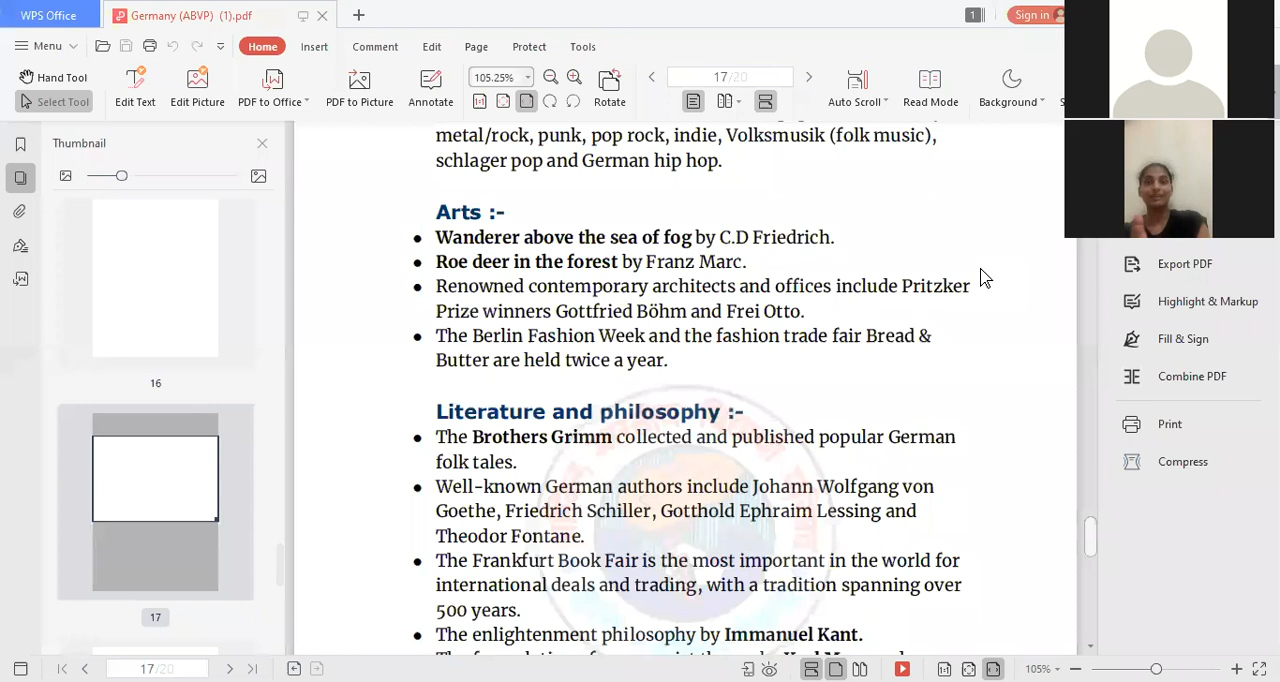 WPS Office
Germany (ABVP) (1).pdf
1
Sign in
Menu
Home
Insert
Comment
Edit
Page
Protect
Tools
Hand Tool
Select Tool
Edit Text
Edit Picture
PDF to Office
PDF to Picture
Annotate
105.25%
Rotate
17/20
Auto Scroll
Read Mode
Background
Thumbnail
16
17
metal/rock, punk, pop rock, indie, Volksmusik (folk music),
schlager pop and German hip hop.
Arts :-
• Wanderer above the sea of fog by C.D Friedrich.
• Roe deer in the forest by Franz Marc.
• Renowned contemporary architects and offices include Pritzker
Prize winners Gottfried Böhm and Frei Otto.
• The Berlin Fashion Week and the fashion trade fair Bread &
Butter are held twice a year.
Literature and philosophy :-
• The Brothers Grimm collected and published popular German
folk tales.
• Well-known German authors include Johann Wolfgang von
Goethe, Friedrich Schiller, Gotthold Ephraim Lessing and
Theodor Fontane.
• The Frankfurt Book Fair is the most important in the world for
international deals and trading, with a tradition spanning over
500 years.
• The enlightenment philosophy by Immanuel Kant.
Export PDF
Highlight & Markup
Fill & Sign
Combine PDF
Print
Compress
17/20
105%